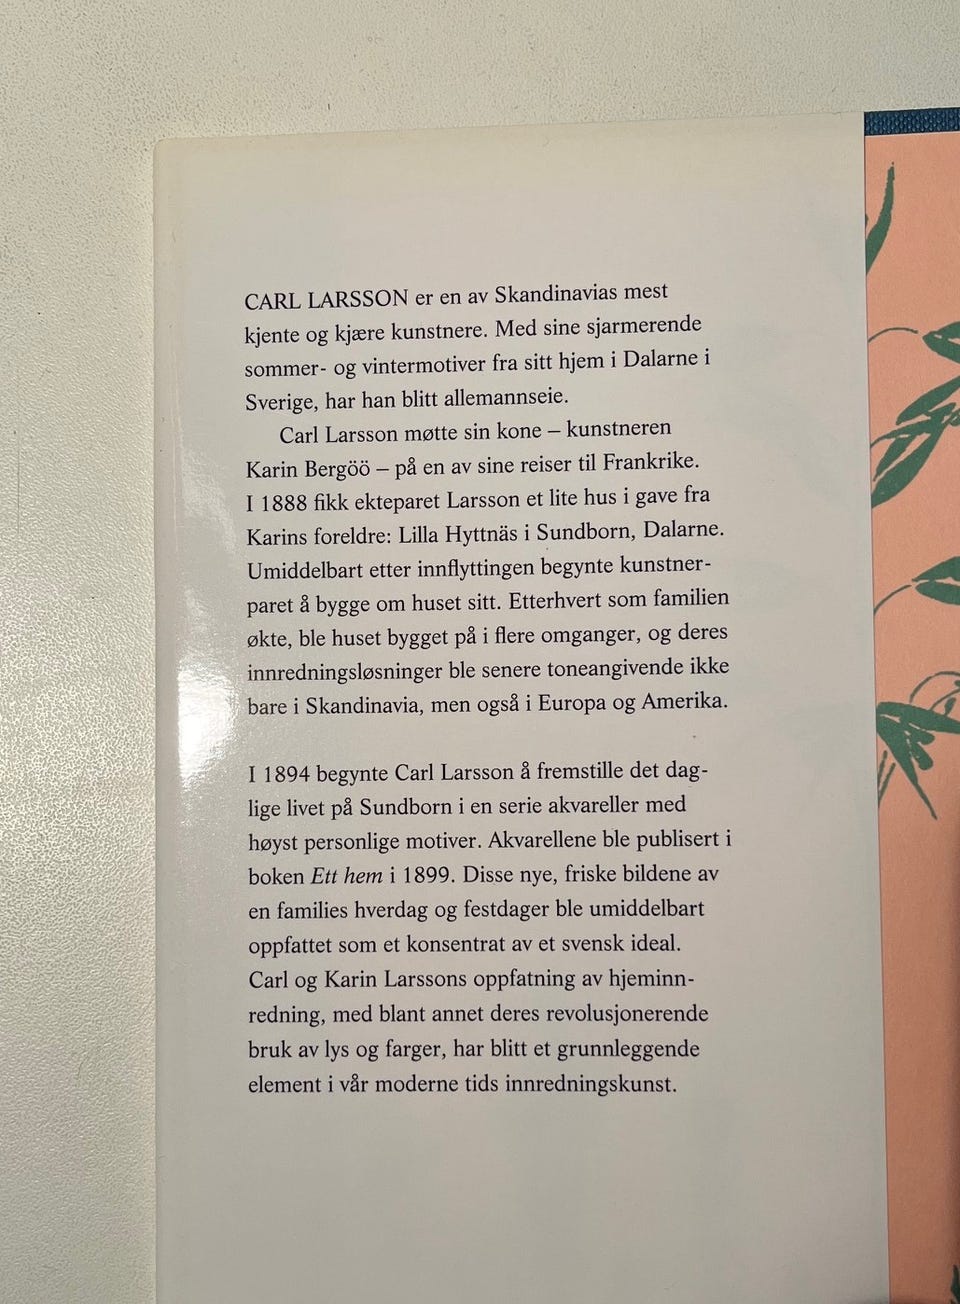 CARL LARSSON er en av Skandinavias mest
kjente og kjære kunstnere. Med sine sjarmerende
sommer- og vintermotiver fra sitt hjem i Dalarne i
Sverige, har han blitt allemannseie.
Carl Larsson møtte sin kone – kunstneren
Karin Bergöö – på en av sine reiser til Frankrike.
I 1888 fikk ekteparet Larsson et lite hus i gave fra
Karins foreldre: Lilla Hyttnäs i Sundborn, Dalarne.
Umiddelbart etter innflyttingen begynte kunstner-
paret å bygge om huset sitt. Etterhvert som familien
økte, ble huset bygget på i flere omganger, og deres
innredningsløsninger ble senere toneangivende ikke
bare i Skandinavia, men også i Europa og Amerika.
I 1894 begynte Carl Larsson å fremstille det dag-
lige livet på Sundborn i en serie akvareller med
høyst personlige motiver. Akvarellene ble publisert i
boken Ett hem i 1899. Disse nye, friske bildene av
en families hverdag og festdager ble umiddelbart
oppfattet som et konsentrat av et svensk ideal.
Carl og Karin Larssons oppfatning av hjeminn-
redning, med blant annet deres revolusjonerende
bruk av lys og farger, har blitt et grunnleggende
element i vår moderne tids innredningskunst.